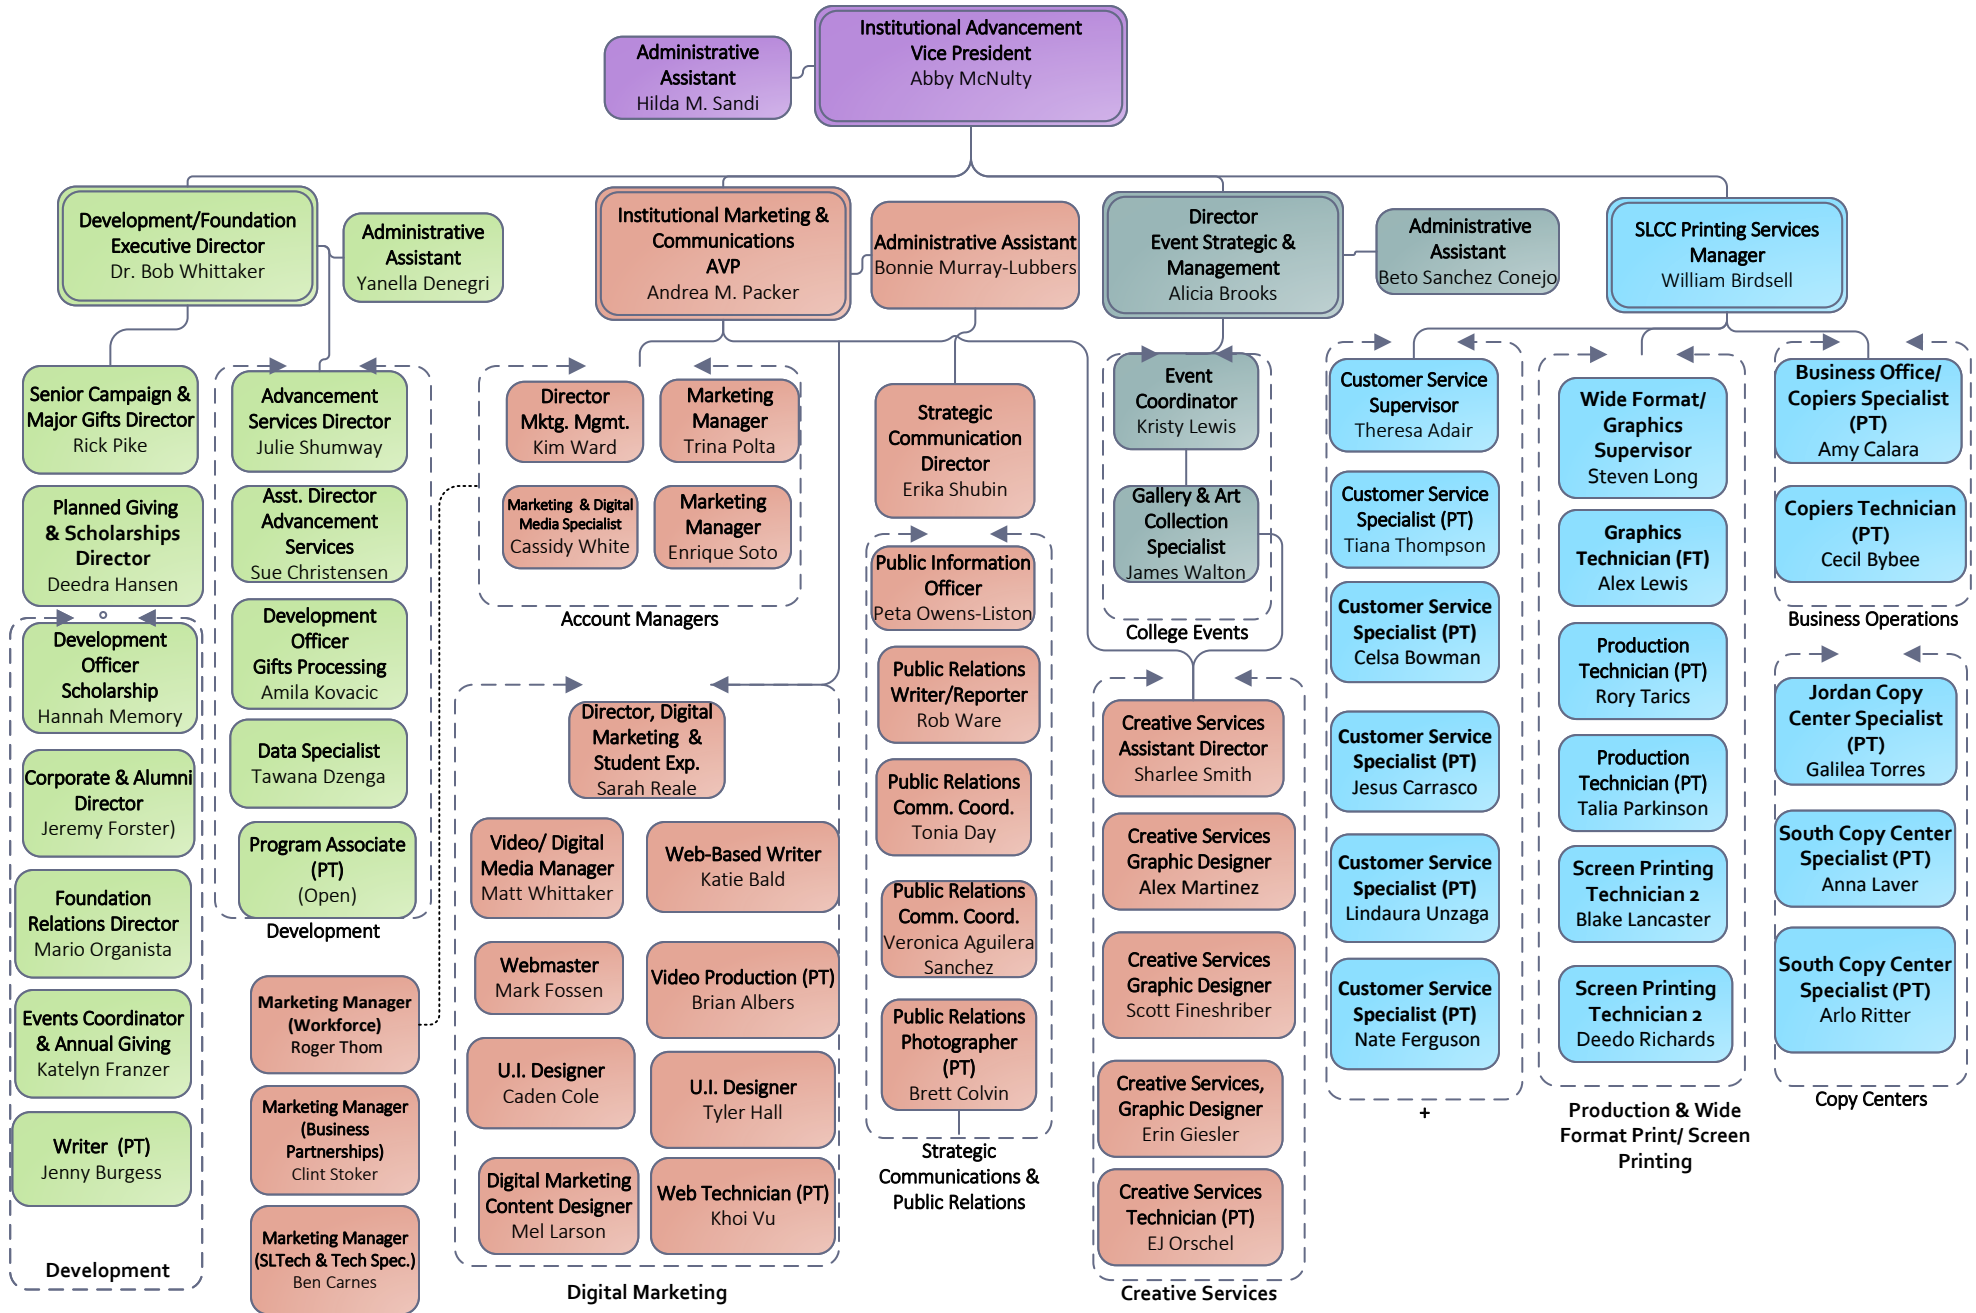 Institutional Advancement
Vice President
Abby McNulty
Administrative
Assistant
Hilda M. Sandi
Development/Foundation
Executive Director
Dr. Bob Whittaker
Administrative
Assistant
Yanella Denegri
Institutional Marketing &
Communications
AVP
Andrea M. Packer
Administrative Assistant
Bonnie Murray-Lubbers
Director
Event Strategic &
Management
Alicia Brooks
Administrative
Assistant
Beto Sanchez Conejo
SLCC Printing Services
Manager
William Birdsell
Senior Campaign &
Major Gifts Director
Rick Pike
Planned Giving
& Scholarships
Director
Deedra Hansen
Development
Officer
Scholarship
Hannah Memory
Corporate & Alumni
Director
Jeremy Forster)
Foundation
Relations Director
Mario Organista
Events Coordinator
& Annual Giving
Katelyn Franzer
Writer (PT)
Jenny Burgess
Development
Advancement
Services Director
Julie Shumway
Asst. Director
Advancement
Services
Sue Christensen
Development
Officer
Gifts Processing
Amila Kovacic
Data Specialist
Tawana Dzenga
Program Associate
(PT)
(Open)
Development
Marketing Manager
(Workforce)
Roger Thom
Marketing Manager
(Business
Partnerships)
Clint Stoker
Marketing Manager
(SLTech & Tech Spec.)
Ben Carnes
Director
Mktg. Mgmt.
Kim Ward
Marketing
Manager
Trina Polta
Marketing & Digital
Media Specialist
Cassidy White
Marketing
Manager
Enrique Soto
Account Managers
Director, Digital
Marketing &
Student Exp.
Sarah Reale
Video/ Digital
Media Manager
Matt Whittaker
Web-Based Writer
Katie Bald
Webmaster
Mark Fossen
Video Production (PT)
Brian Albers
U.I. Designer
Caden Cole
U.I. Designer
Tyler Hall
Digital Marketing
Content Designer
Mel Larson
Web Technician (PT)
Khoi Vu
Digital Marketing
Strategic
Communication
Director
Erika Shubin
Public Information
Officer
Peta Owens-Liston
Public Relations
Writer/Reporter
Rob Ware
Public Relations
Comm. Coord.
Tonia Day
Public Relations
Comm. Coord.
Veronica Aguilera
Sanchez
Public Relations
Photographer
(PT)
Brett Colvin
Strategic
Communications &
Public Relations
Event
Coordinator
Kristy Lewis
Gallery & Art
Collection
Specialist
James Walton
College Events
Creative Services
Assistant Director
Sharlee Smith
Creative Services
Graphic Designer
Alex Martinez
Creative Services
Graphic Designer
Scott Fineshriber
Creative Services,
Graphic Designer
Erin Giesler
Creative Services
Technician (PT)
EJ Orschel
Creative Services
Customer Service
Supervisor
Theresa Adair
Customer Service
Specialist (PT)
Tiana Thompson
Customer Service
Specialist (PT)
Celsa Bowman
Customer Service
Specialist (PT)
Jesus Carrasco
Customer Service
Specialist (PT)
Lindaura Unzaga
Customer Service
Specialist (PT)
Nate Ferguson
+
Wide Format/
Graphics
Supervisor
Steven Long
Graphics
Technician (FT)
Alex Lewis
Production
Technician (PT)
Rory Tarics
Production
Technician (PT)
Talia Parkinson
Screen Printing
Technician 2
Blake Lancaster
Screen Printing
Technician 2
Deedo Richards
Production & Wide
Format Print/ Screen
Printing
Business Office/
Copiers Specialist
(PT)
Amy Calara
Copiers Technician
(PT)
Cecil Bybee
Business Operations
Jordan Copy
Center Specialist
(PT)
Galilea Torres
South Copy Center
Specialist (PT)
Anna Laver
South Copy Center
Specialist (PT)
Arlo Ritter
Copy Centers